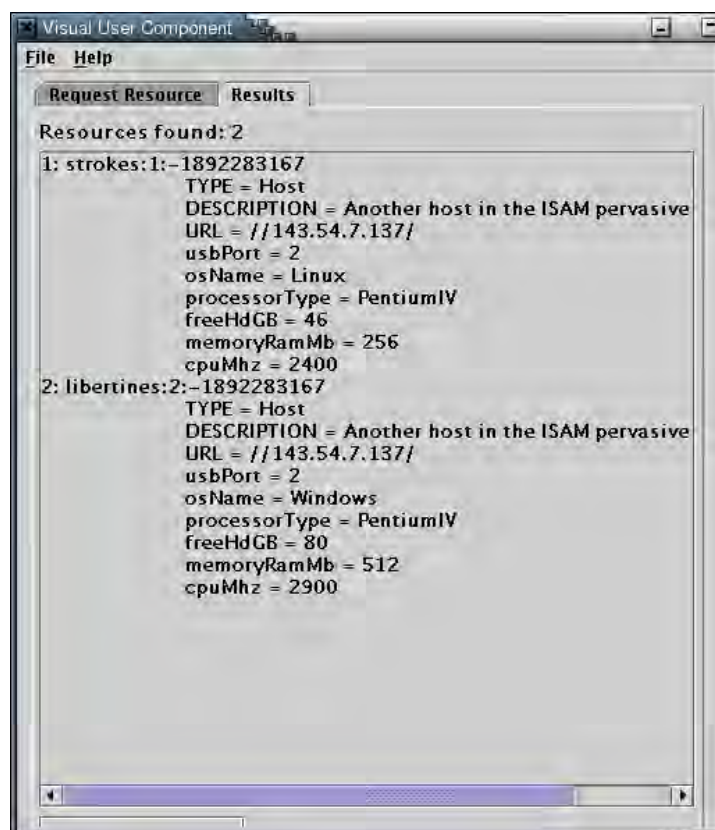 Visual User Component
File Help
Request Resource Results
Resources found: 2
1: strokes:1:-1892283167
TYPE = Host
DESCRIPTION = Another host in the ISAM pervasive
URL = //143.54.7.137/
usbPort = 2
osName = Linux
processorType = PentiumIV
freeHdGB = 46
memoryRamMb = 256
cpuMhz = 2400
2: libertines:2:-1892283167
TYPE = Host
DESCRIPTION = Another host in the ISAM pervasive
URL = //143.54.7.137/
usbPort = 2
osName = Windows
processorType = PentiumIV
freeHdGB = 80
memoryRamMb = 512
cpuMhz = 2900